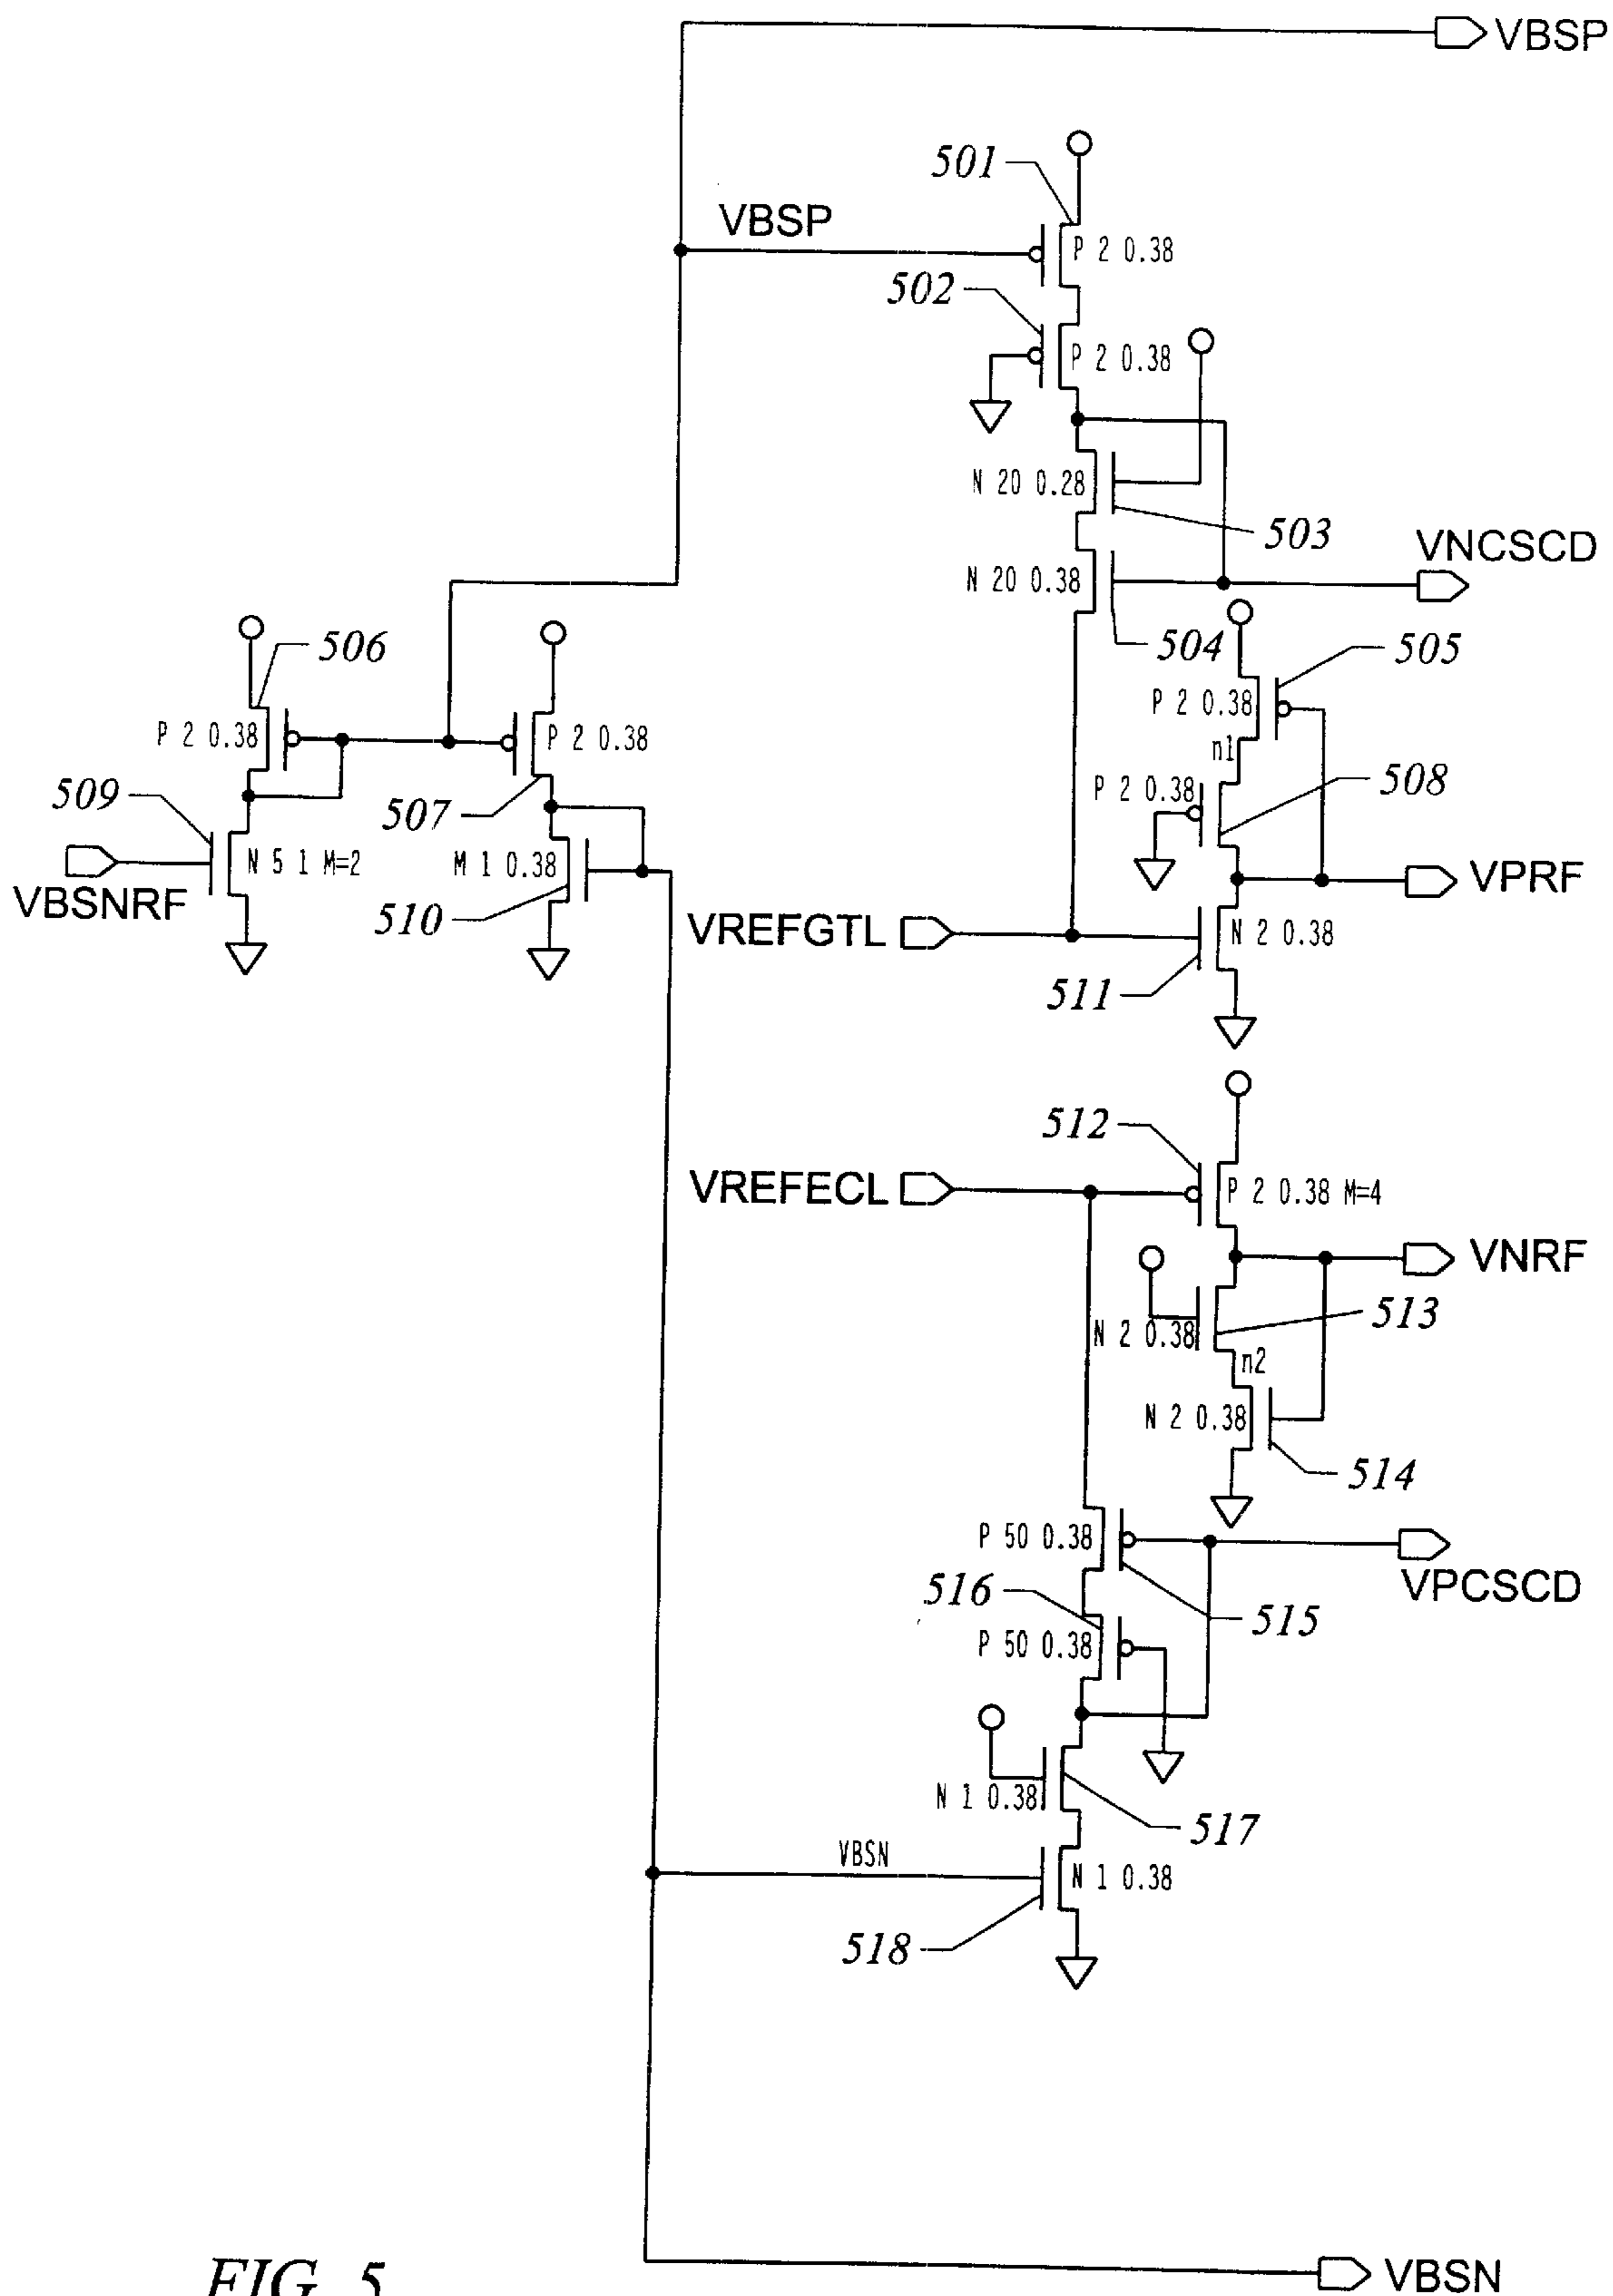 VBSP
501
VBSP
P 2 0.38
502
P 2 0.38
N 20 0.28
503
VNCSCD
N 20 0.38
504
505
506
P 2 0.38
P 2 0.38
P 2 0.38
n1
509
507
P 2 0.38
508
N 5 1 M=2
M 1 0.38
VBSNRF
510
VPRF
VREFGTL
N 2 0.38
511
512
VREFECL
P 2 0.38 M=4
VNRF
513
N 2 0.38
n2
N 2 0.38
514
P 50 0.38
VPCSCD
516
515
P 50 0.38
N 1 0.38
517
VBSN
N 1 0.38
518
FIG. 5
VBSN